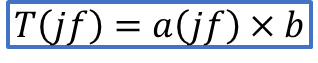 T(jf) = a(jf) × b